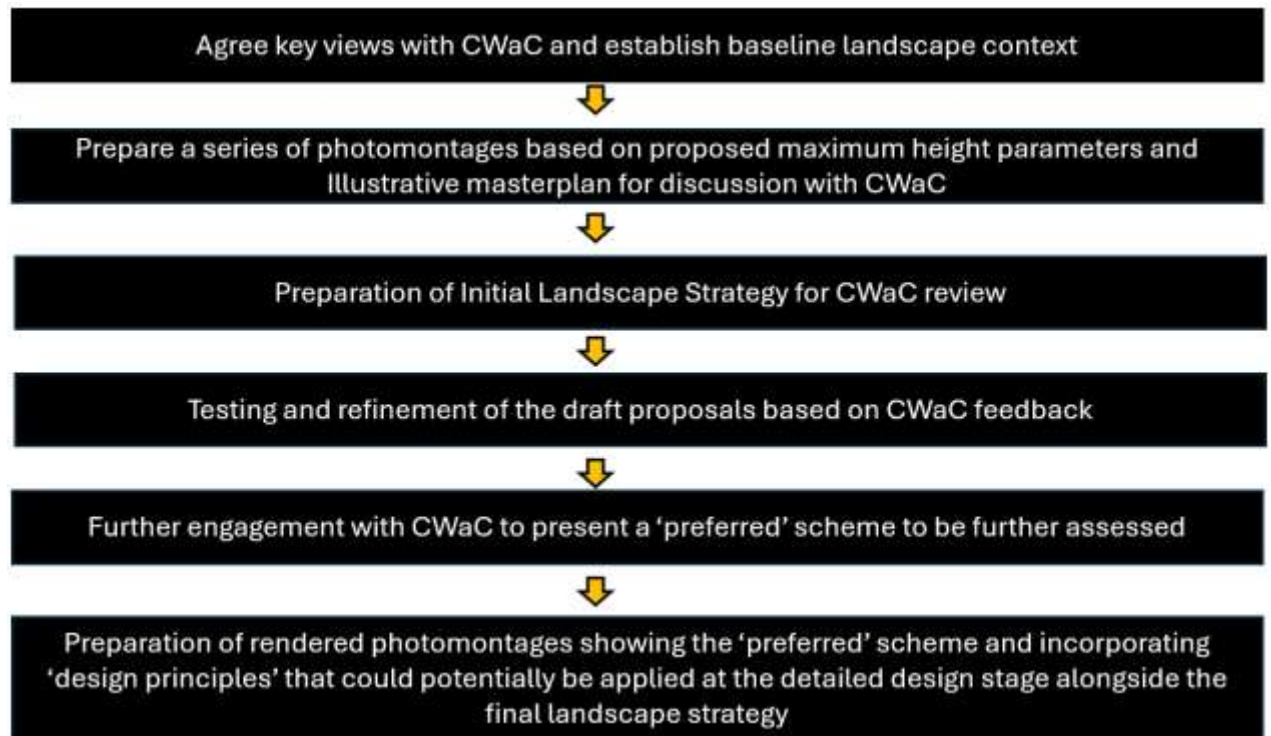 Agree key views with CWaC and establish baseline landscape context
Prepare a series of photomontages based on proposed maximum height parameters and
Illustrative masterplan for discussion with CWaC
Preparation of Initial Landscape Strategy for CWaC review
Testing and refinement of the draft proposals based on CWaC feedback
Further engagement with CWaC to present a ‘preferred’ scheme to be further assessed
Preparation of rendered photomontages showing the ‘preferred’ scheme and incorporating
‘design principles’ that could potentially be applied at the detailed design stage alongside the
final landscape strategy